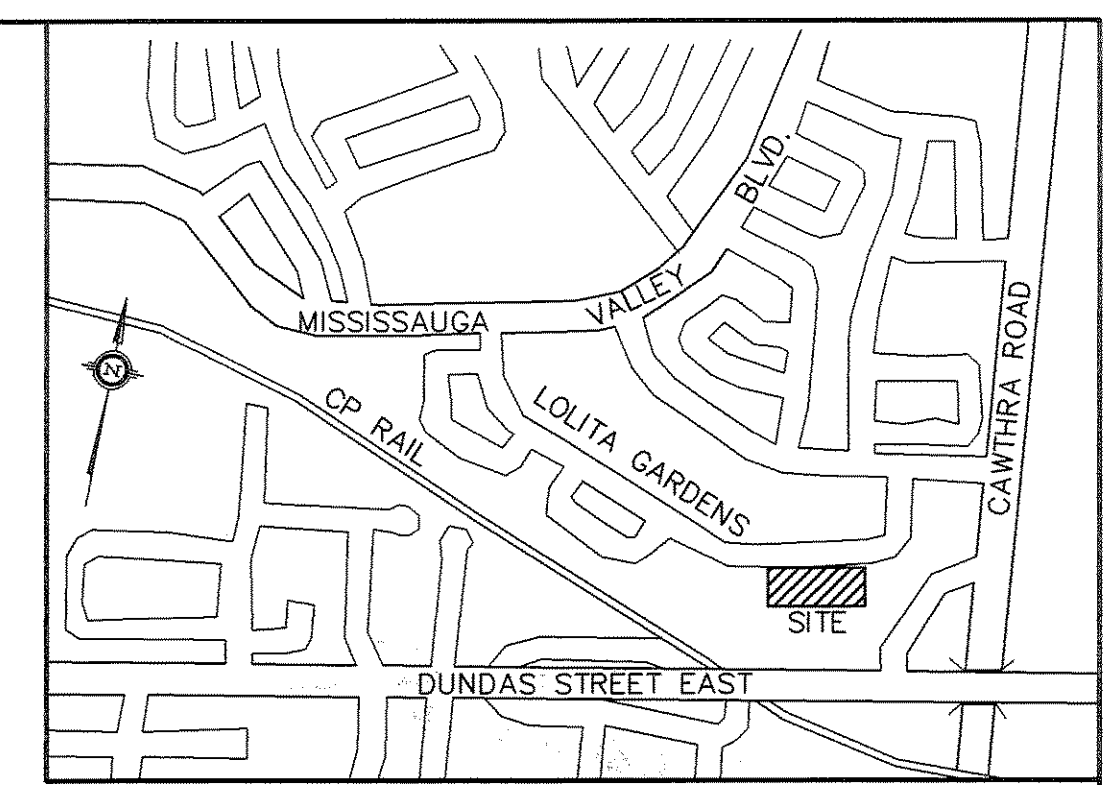 MISSISSAUGA VALLEY BLVD.
N
CP RAIL
LOLITA GARDENS
CAWTHRA ROAD
SITE
DUNDAS STREET EAST